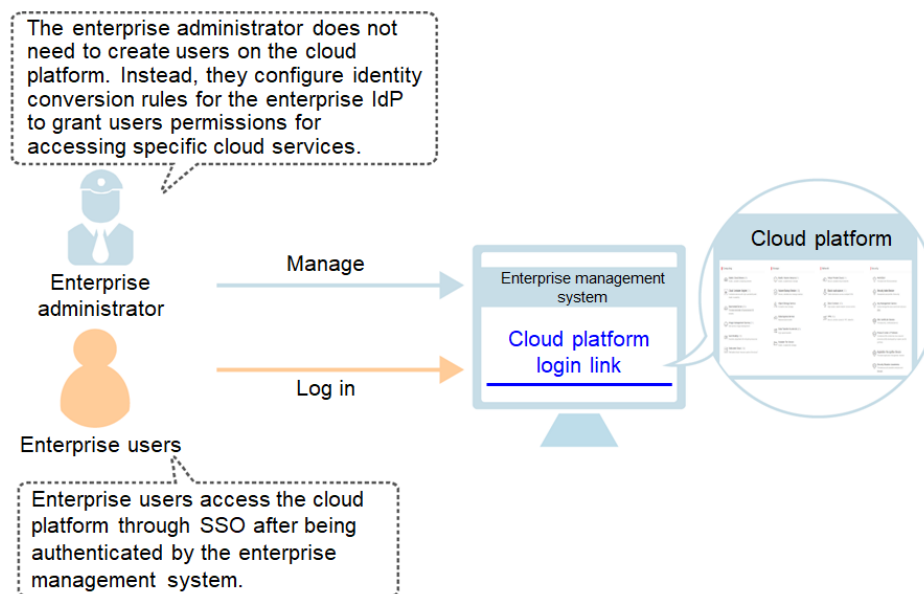 The enterprise administrator does not
need to create users on the cloud
platform. Instead, they configure identity
conversion rules for the enterprise IdP
to grant users permissions for
accessing specific cloud services.
Enterprise
administrator
Manage
Enterprise management
system
Cloud platform
login link
Cloud platform
Log in
Enterprise users
Enterprise users access the cloud
platform through SSO after being
authenticated by the enterprise
management system.